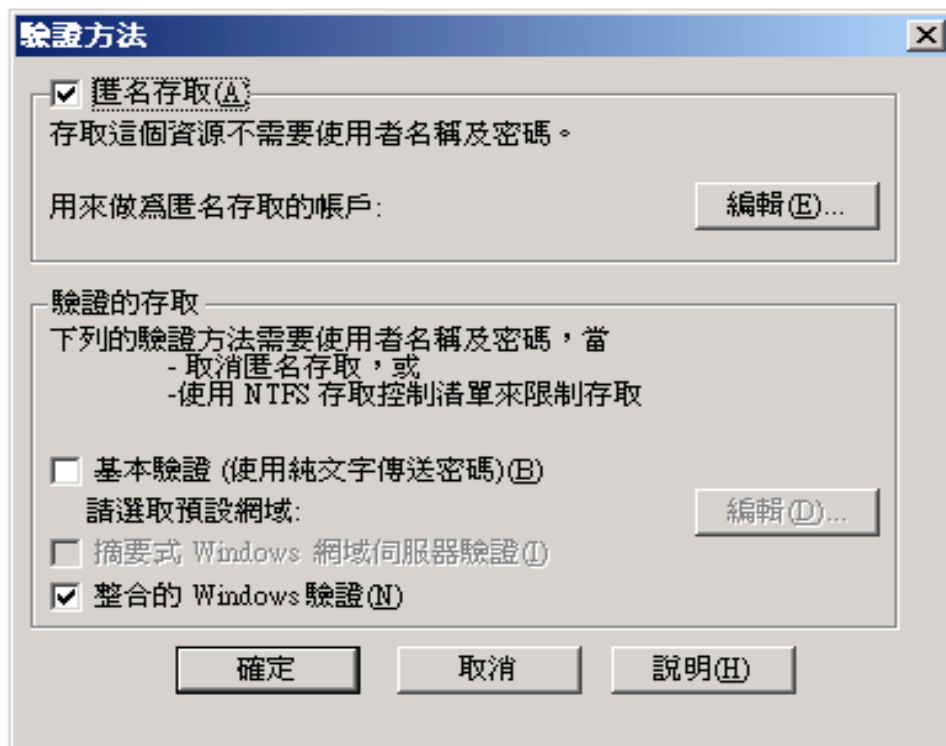 驗證方法
匿名存取(A)
存取這個資源不需要使用者名稱及密碼。
用來做為匿名存取的帳戶:
編輯(E)...
驗證的存取
下列的驗證方法需要使用者名稱及密碼，當
- 取消匿名存取，或
-使用 NTFS 存取控制清單來限制存取
基本驗證 (使用純文字傳送密碼)(B)
請選取預設網域:
編輯(D)...
摘要式 Windows 網域伺服器驗證(I)
整合的 Windows 驗證(N)
確定
取消
說明(H)